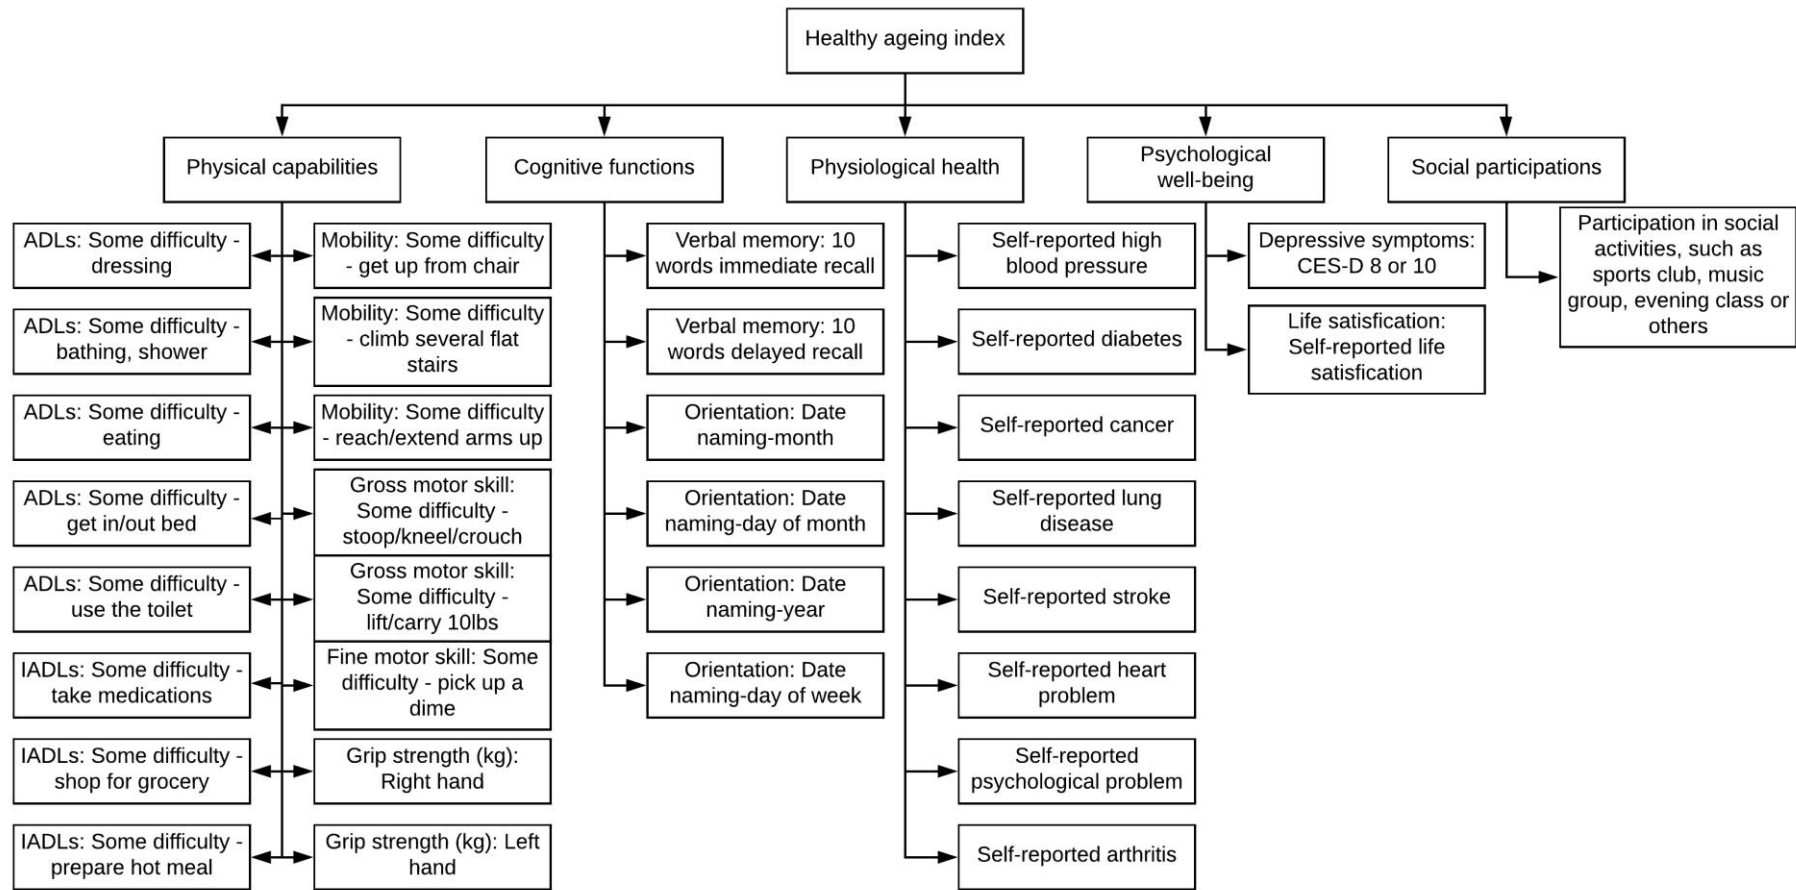 Healthy ageing index
Physical capabilities
Cognitive functions
Physiological health
Psychological
well-being
Social participations
ADLs: Some difficulty -
dressing
ADLs: Some difficulty -
bathing, shower
ADLs: Some difficulty -
eating
ADLs: Some difficulty -
get in/out bed
ADLs: Some difficulty -
use the toilet
IADLs: Some difficulty -
take medications
IADLs: Some difficulty -
shop for grocery
IADLs: Some difficulty -
prepare hot meal
Mobility: Some difficulty
- get up from chair
Mobility: Some difficulty
- climb several flat
stairs
Mobility: Some difficulty
- reach/extend arms up
Gross motor skill:
Some difficulty -
stoop/kneel/crouch
Gross motor skill:
Some difficulty -
lift/carry 10lbs
Fine motor skill: Some
difficulty - pick up a
dime
Grip strength (kg):
Right hand
Grip strength (kg): Left
hand
Verbal memory: 10
words immediate recall
Verbal memory: 10
words delayed recall
Orientation: Date
naming-month
Orientation: Date
naming-day of month
Orientation: Date
naming-year
Orientation: Date
naming-day of week
Self-reported high
blood pressure
Self-reported diabetes
Self-reported cancer
Self-reported lung
disease
Self-reported stroke
Self-reported heart
problem
Self-reported
psychological problem
Self-reported arthritis
Depressive symptoms:
CES-D 8 or 10
Life satisfication:
Self-reported life
satisfication
Participation in social
activities, such as
sports club, music
group, evening class or
others